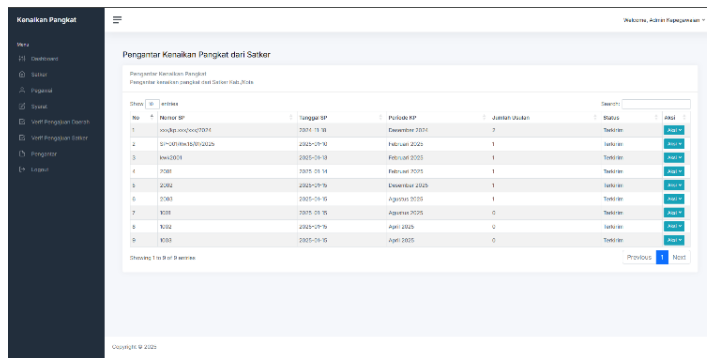 Kenaikan Pangkat
Welcome, Admin Kepegawaian
Menu
Dashboard
Satker
Pegawai
Syarat
Verif Pengajuan Daerah
Verif Pengajuan Satker
Pengantar
Logout
Pengantar Kenaikan Pangkat dari Satker
Pengantar Kenaikan Pangkat
Pengantar kenaikan pangkat dari Satker Kab./Kota
Show 10 entries Search:
No Nomor SP Tanggal SP Periode KP Jumlah Usulan Status Aksi
1 2024-11-18 Desember 2024 2 Terkirim Aksi
2 2025-01-10 Februari 2025 1 Terkirim Aksi
3 2025-01-13 Februari 2025 1 Terkirim Aksi
4 2001 2025-01-14 Februari 2025 1 Terkirim Aksi
5 2002 2025-01-15 Desember 2025 1 Terkirim Aksi
6 2003 2025-01-15 Agustus 2025 1 Terkirim Aksi
7 1001 2025-01-15 Agustus 2025 0 Terkirim Aksi
8 1002 2025-01-15 April 2025 0 Terkirim Aksi
9 1003 2025-01-15 April 2025 0 Terkirim Aksi
Showing 1 to 9 of 9 entries Previous 1 Next
Copyright © 2025